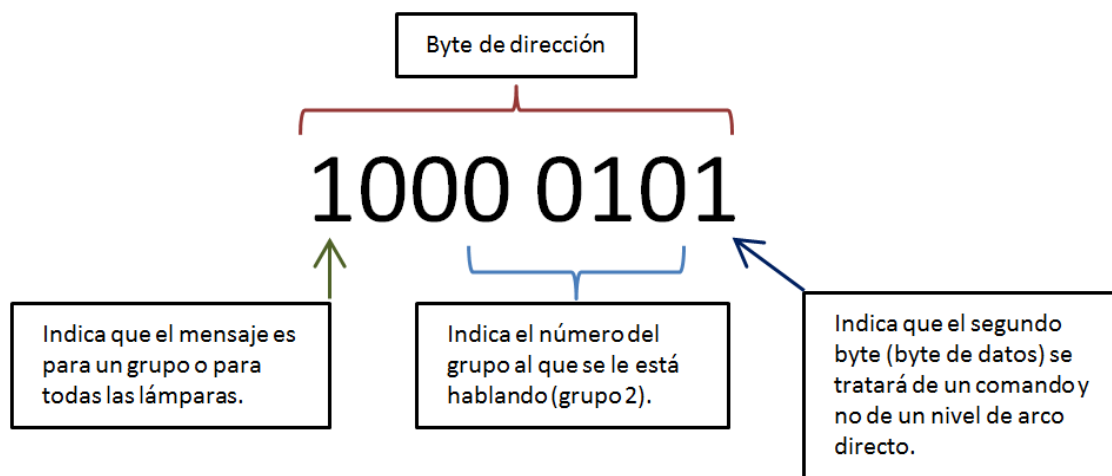 Byte de dirección
1000 0101
Indica que el mensaje es
para un grupo o para
todas las lámparas.
Indica el número del
grupo al que se le está
hablando (grupo 2).
Indica que el segundo
byte (byte de datos) se
tratará de un comando y
no de un nivel de arco
directo.